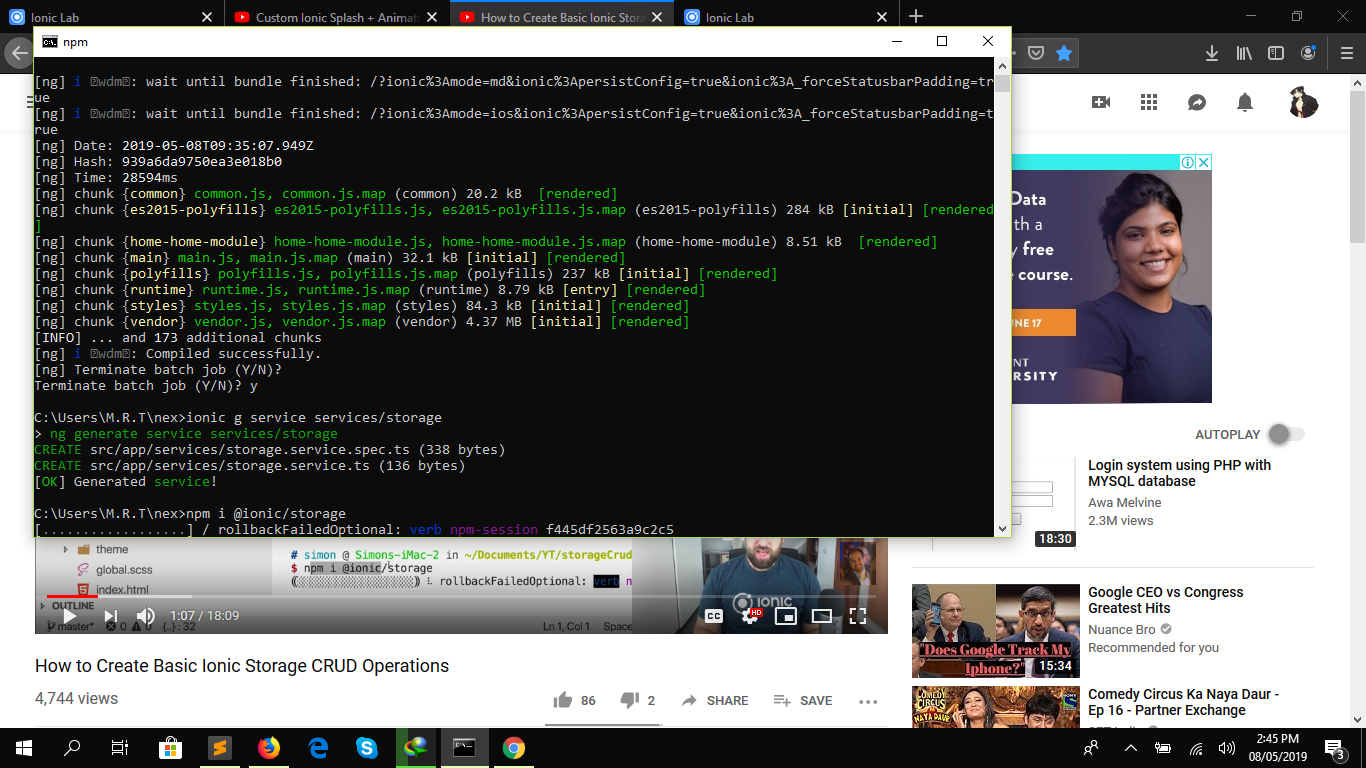 Ionic Lab
Custom Ionic Splash + Animati
How to Create Basic Ionic Stora
Ionic Lab
npm
[ng] i 「wdm」: wait until bundle finished: /?ionic%3Amode=md&ionic%3ApersistConfig=true&ionic%3A_forceStatusbarPadding=tr
ue
[ng] i 「wdm」: wait until bundle finished: /?ionic%3Amode=ios&ionic%3ApersistConfig=true&ionic%3A_forceStatusbarPadding=t
rue
[ng] Date: 2019-05-08T09:35:07.949Z
[ng] Hash: 939a6da9750ea3e018b0
[ng] Time: 28594ms
[ng] chunk {common} common.js, common.js.map (common) 20.2 kB  [rendered]
[ng] chunk {es2015-polyfills} es2015-polyfills.js, es2015-polyfills.js.map (es2015-polyfills) 284 kB [initial] [rendered
]
[ng] chunk {home-home-module} home-home-module.js, home-home-module.js.map (home-home-module) 8.51 kB  [rendered]
[ng] chunk {main} main.js, main.js.map (main) 32.1 kB [initial] [rendered]
[ng] chunk {polyfills} polyfills.js, polyfills.js.map (polyfills) 237 kB [initial] [rendered]
[ng] chunk {runtime} runtime.js, runtime.js.map (runtime) 8.79 kB [entry] [rendered]
[ng] chunk {styles} styles.js, styles.js.map (styles) 84.3 kB [initial] [rendered]
[ng] chunk {vendor} vendor.js, vendor.js.map (vendor) 4.37 MB [initial] [rendered]
[INFO] ... and 173 additional chunks
[ng] i 「wdm」: Compiled successfully.
[ng] Terminate batch job (Y/N)?
Terminate batch job (Y/N)? y
C:\Users\M.R.T\nex>ionic g service services/storage
> ng generate service services/storage
CREATE src/app/services/storage.service.spec.ts (338 bytes)
CREATE src/app/services/storage.service.ts (136 bytes)
[OK] Generated service!
C:\Users\M.R.T\nex>npm i @ionic/storage
[..................] / rollbackFailedOptional: verb npm-session f445df2563a9c2c5
Data
with a
free
course.
UNE 17
NT
RSITY
AUTOPLAY
Login system using PHP with
MYSQL database
Awa Melvine
2.3M views
18:30
theme
global.scss
index.html
OUTLINE
master*
0
2
{..}: 32
# simon @ Simons-iMac-2 in ~/Documents/YT/storageCrud
$ npm i @ionic/storage
rollbackFailedOptional: verb n
Ln 1, Col 1
Space
ionic
1:07 / 18:09
CC
HD
How to Create Basic Ionic Storage CRUD Operations
4,744 views
86
2
SHARE
SAVE
Google CEO vs Congress
Greatest Hits
Nuance Bro
Recommended for you
"Does Google Track My
Iphone?"
15:34
Comedy Circus Ka Naya Daur -
Ep 16 - Partner Exchange
COMEDY
CIRCUS
NAYA DAUR
SONY
2:45 PM
08/05/2019
3